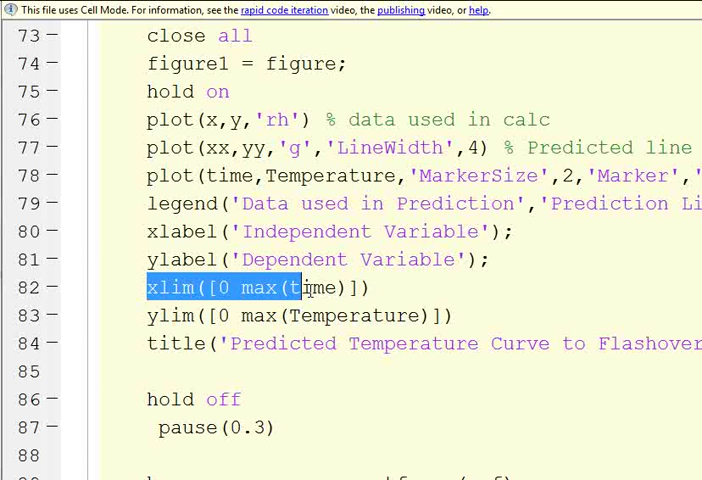 This file uses Cell Mode. For information, see the rapid code iteration video, the publishing video, or help.
73 – close all
74 – figure1 = figure;
75 – hold on
76 – plot(x,y,'rh') % data used in calc
77 – plot(xx,yy,'g','LineWidth',4) % Predicted line
78 – plot(time,Temperature,'MarkerSize',2,'Marker','
79 – legend('Data used in Prediction','Prediction Li
80 – xlabel('Independent Variable');
81 – ylabel('Dependent Variable');
82 – xlim([0 max(time)])
83 – ylim([0 max(Temperature)])
84 – title('Predicted Temperature Curve to Flashover
85
86 – hold off
87 – pause(0.3)
88